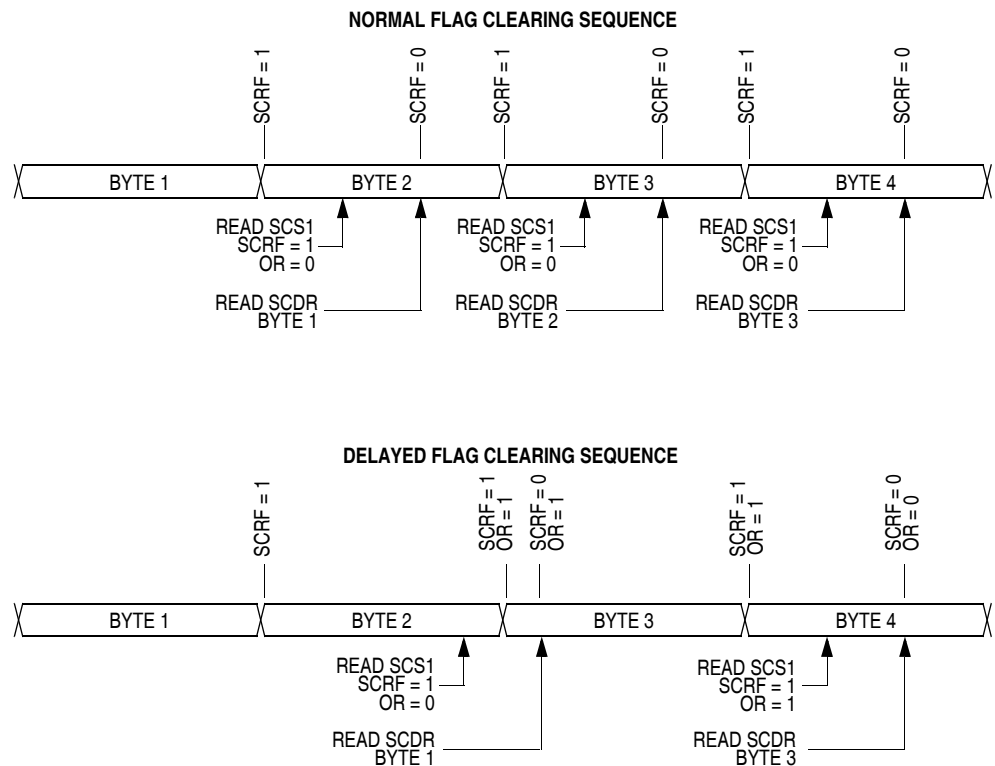 NORMAL FLAG CLEARING SEQUENCE
SCRF = 1
SCRF = 0
SCRF = 1
SCRF = 0
SCRF = 1
SCRF = 0
BYTE 1
BYTE 2
BYTE 3
BYTE 4
READ SCS1
SCRF = 1
OR = 0
READ SCS1
SCRF = 1
OR = 0
READ SCS1
SCRF = 1
OR = 0
READ SCDR
BYTE 1
READ SCDR
BYTE 2
READ SCDR
BYTE 3
DELAYED FLAG CLEARING SEQUENCE
SCRF = 1
SCRF = 1
OR = 1
SCRF = 0
OR = 1
SCRF = 1
OR = 1
SCRF = 0
OR = 0
BYTE 1
BYTE 2
BYTE 3
BYTE 4
READ SCS1
SCRF = 1
OR = 0
READ SCS1
SCRF = 1
OR = 1
READ SCDR
BYTE 1
READ SCDR
BYTE 3